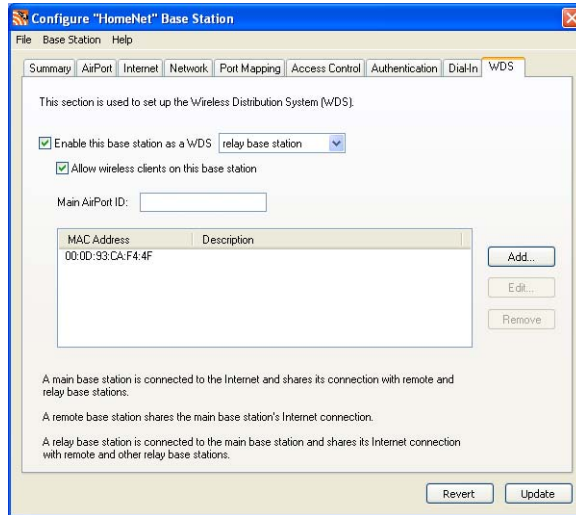 Configure "HomeNet" Base Station
File Base Station Help
Summary AirPort Internet Network Port Mapping Access Control Authentication Dial-In WDS
This section is used to set up the Wireless Distribution System (WDS).
Enable this base station as a WDS relay base station
Allow wireless clients on this base station
Main AirPort ID:
MAC Address Description
00:0D:93:CA:F4:4F
Add...
Edit...
Remove
A main base station is connected to the Internet and shares its connection with remote and
relay base stations.
A remote base station shares the main base station's Internet connection.
A relay base station is connected to the main base station and shares its Internet connection
with remote and other relay base stations.
Revert Update